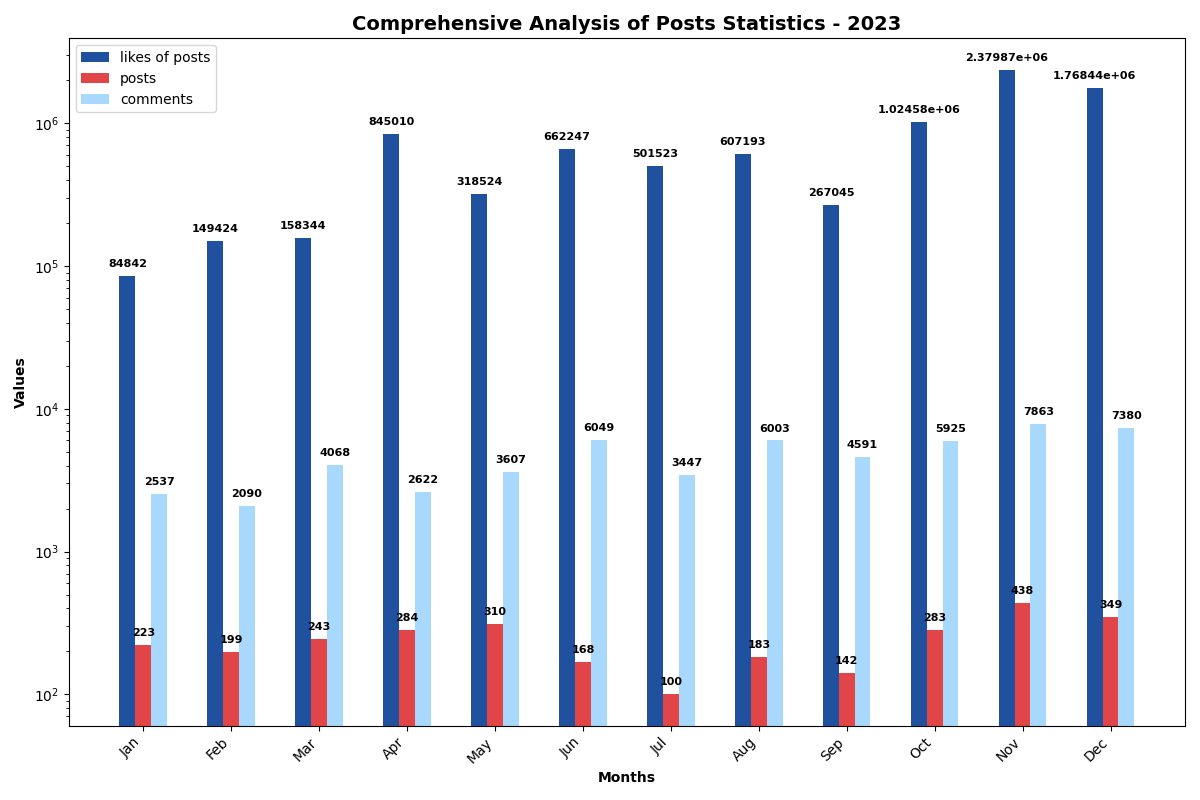 Comprehensive Analysis of Posts Statistics - 2023
likes of posts
posts
comments
Values
10^6
10^5
10^4
10^3
10^2
84842
223
2537
149424
199
2090
158344
243
4068
845010
284
2622
318524
310
3607
662247
168
6049
501523
100
3447
607193
183
6003
267045
142
4591
1.02458e+06
283
5925
2.37987e+06
438
7863
1.76844e+06
349
7380
Jan
Feb
Mar
Apr
May
Jun
Jul
Aug
Sep
Oct
Nov
Dec
Months